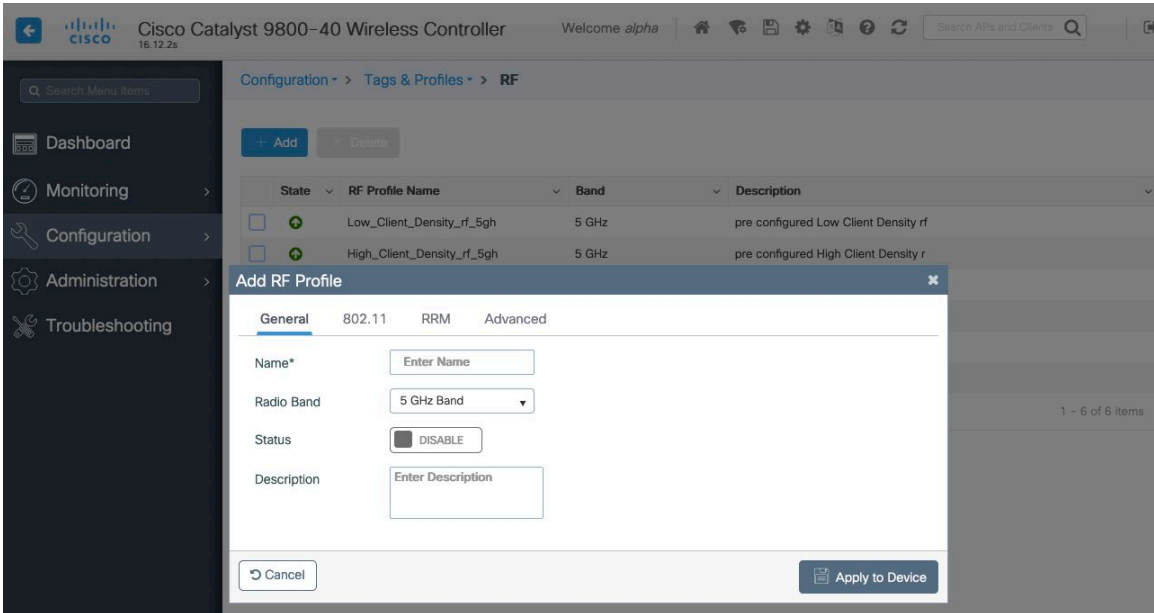 CISCO
Cisco Catalyst 9800-40 Wireless Controller
16.12.2s
Welcome alpha
Search APs and Clients
Search Menu Items
Dashboard
Monitoring
Configuration
Administration
Troubleshooting
Configuration > Tags & Profiles > RF
+ Add
× Delete
State RF Profile Name Band Description
Low_Client_Density_rf_5gh 5 GHz pre configured Low Client Density rf
High_Client_Density_rf_5gh 5 GHz pre configured High Client Density r
1 - 6 of 6 items
Add RF Profile
General 802.11 RRM Advanced
Name* Enter Name
Radio Band 5 GHz Band
Status DISABLE
Description Enter Description
Cancel
Apply to Device